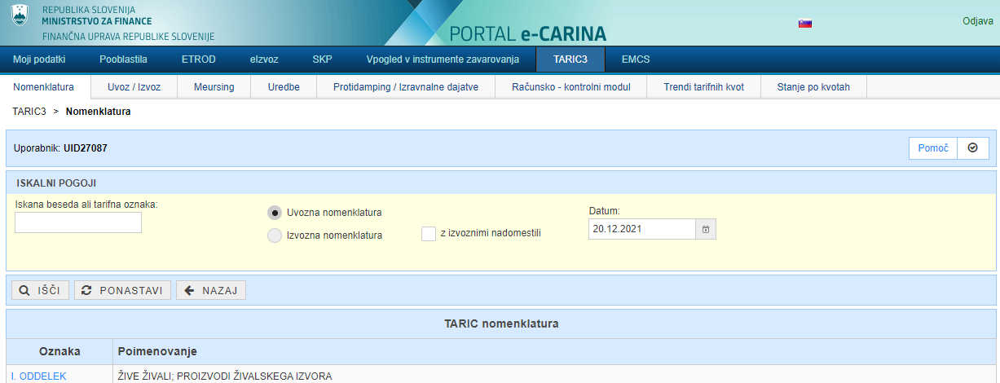 REPUBLIKA SLOVENIJA
MINISTRSTVO ZA FINANCE
FINANČNA UPRAVA REPUBLIKE SLOVENIJE
PORTAL e-CARINA
Odjava
Moji podatki Pooblastila ETROD eIzvoz SKP Vpogled v instrumente zavarovanja TARIC3 EMCS
Nomenklatura Uvoz / Izvoz Meursing Uredbe Protidamping / Izravnalne dajatve Računsko - kontrolni modul Trendi tarifnih kvot Stanje po kvotah
TARIC3 > Nomenklatura
Uporabnik: UID27087 Pomoč
ISKALNI POGOJI
Iskana beseda ali tarifna oznaka:
Uvozna nomenklatura
Izvozna nomenklatura
z izvoznimi nadomestili
Datum:
20.12.2021
IŠČI PONASTAVI NAZAJ
TARIC nomenklatura
Oznaka Poimenovanje
I. ODDELEK ŽIVE ŽIVALI; PROIZVODI ŽIVALSKEGA IZVORA